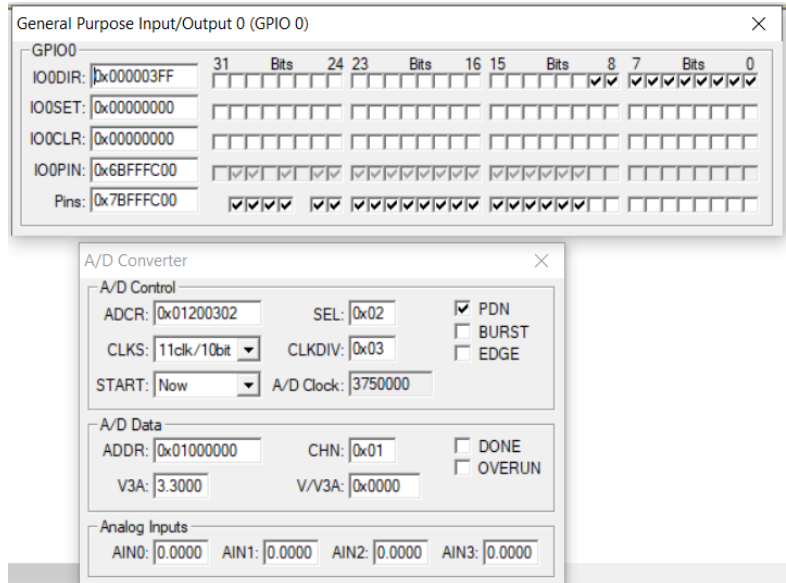 General Purpose Input/Output 0 (GPIO 0)
GPIO0
31 Bits 24 23 Bits 16 15 Bits 8 7 Bits 0
IO0DIR: 0x000003FF
IO0SET: 0x00000000
IO0CLR: 0x00000000
IO0PIN: 0x6BFFFC00
Pins: 0x7BFFFC00
A/D Converter
A/D Control
ADCR: 0x01200302 SEL: 0x02 PDN
BURST
CLKS: 11clk/10bit CLKDIV: 0x03 EDGE
START: Now A/D Clock: 3750000
A/D Data
ADDR: 0x01000000 CHN: 0x01 DONE
OVERUN
V3A: 3.3000 V/V3A: 0x0000
Analog Inputs
AIN0: 0.0000 AIN1: 0.0000 AIN2: 0.0000 AIN3: 0.0000